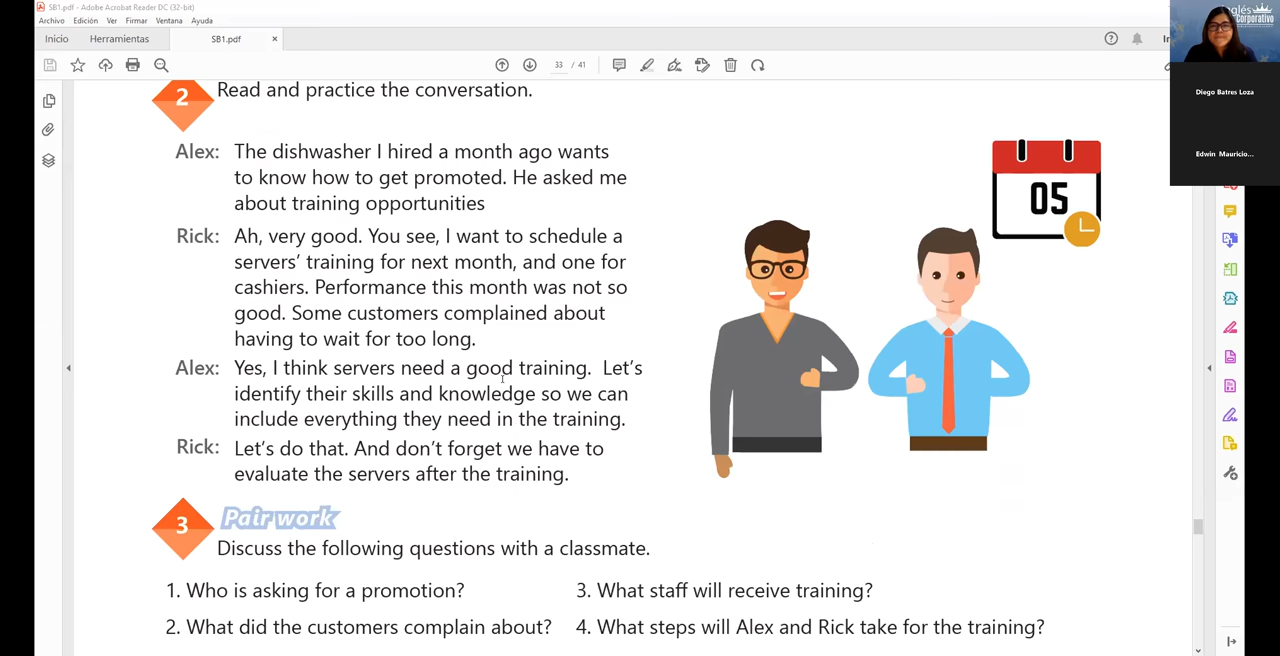 SB1.pdf - Adobe Acrobat Reader DC (32-bit)
Archivo Edición Ver Firmar Ventana Ayuda
Inicio Herramientas SB1.pdf ×
33 / 41
Inglés
Corporativo
Diego Batres Loza
Edwin Mauricio...
2 Read and practice the conversation.
Alex: The dishwasher I hired a month ago wants
to know how to get promoted. He asked me
about training opportunities
Rick: Ah, very good. You see, I want to schedule a
servers' training for next month, and one for
cashiers. Performance this month was not so
good. Some customers complained about
having to wait for too long.
Alex: Yes, I think servers need a good training. Let's
identify their skills and knowledge so we can
include everything they need in the training.
Rick: Let's do that. And don't forget we have to
evaluate the servers after the training.
05
3 Pair work
Discuss the following questions with a classmate.
1. Who is asking for a promotion?
2. What did the customers complain about?
3. What staff will receive training?
4. What steps will Alex and Rick take for the training?